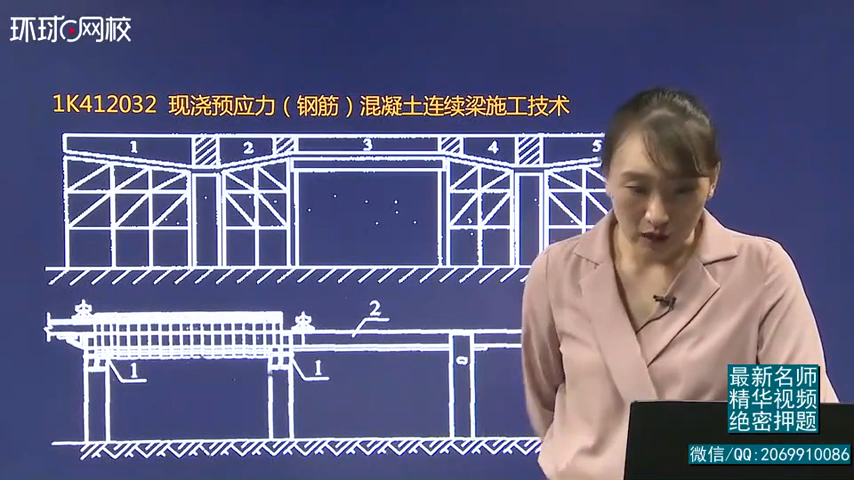 环球网校
1K412032 现浇预应力（钢筋）混凝土连续梁施工技术
1 2 3 4 5
2
1 1
最新名师
精华视频
绝密押题
微信/QQ:2069910086